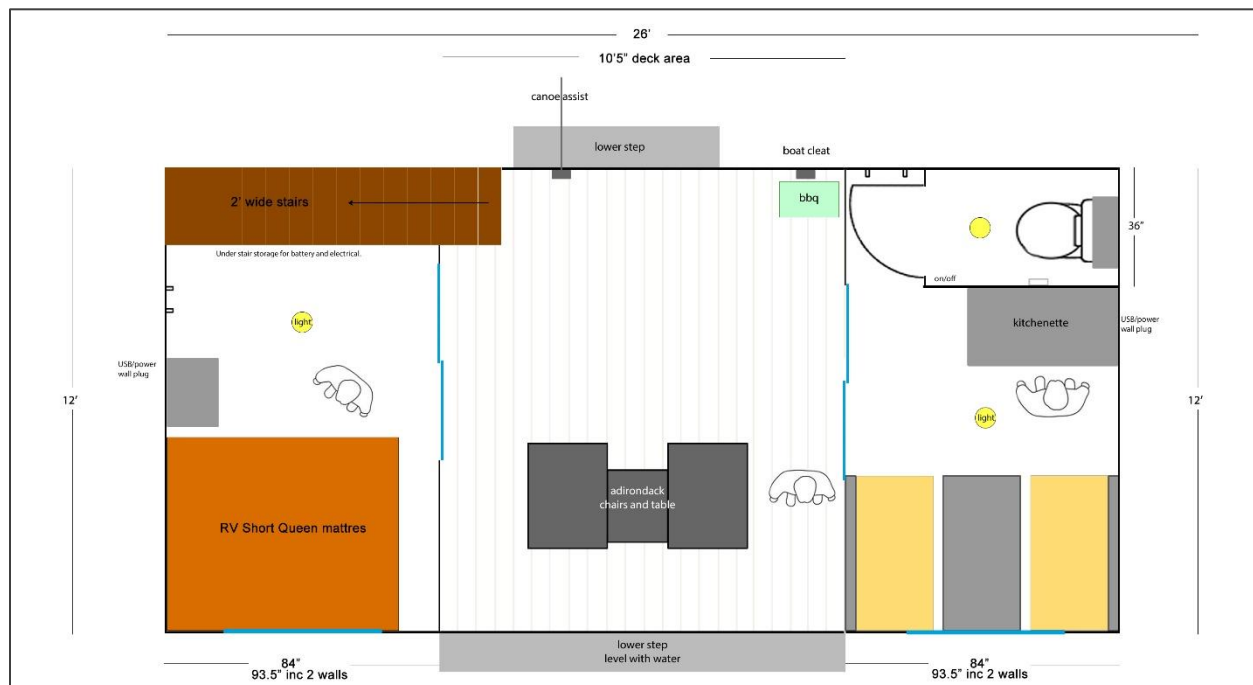 26'
10'5" deck area
canoe assist
lower step
boat cleat
2' wide stairs
bbq
36"
Under stair storage for battery and electrical.
on/off
light
kitchenette
USB/power
wall plug
USB/power
wall plug
12'
12'
light
adirondack
chairs and table
RV Short Queen mattres
lower step
level with water
84"
93.5" inc 2 walls
84"
93.5" inc 2 walls